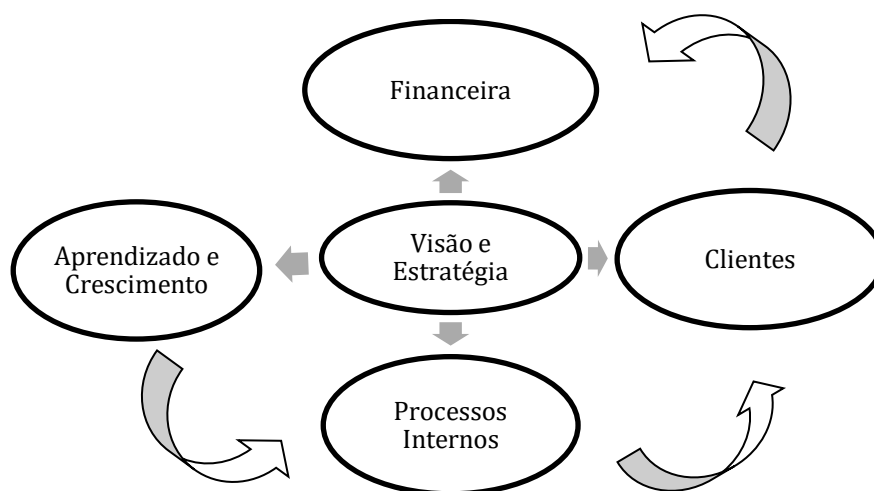 Financeira
Aprendizado e
Crescimento
Visão e
Estratégia
Clientes
Processos
Internos